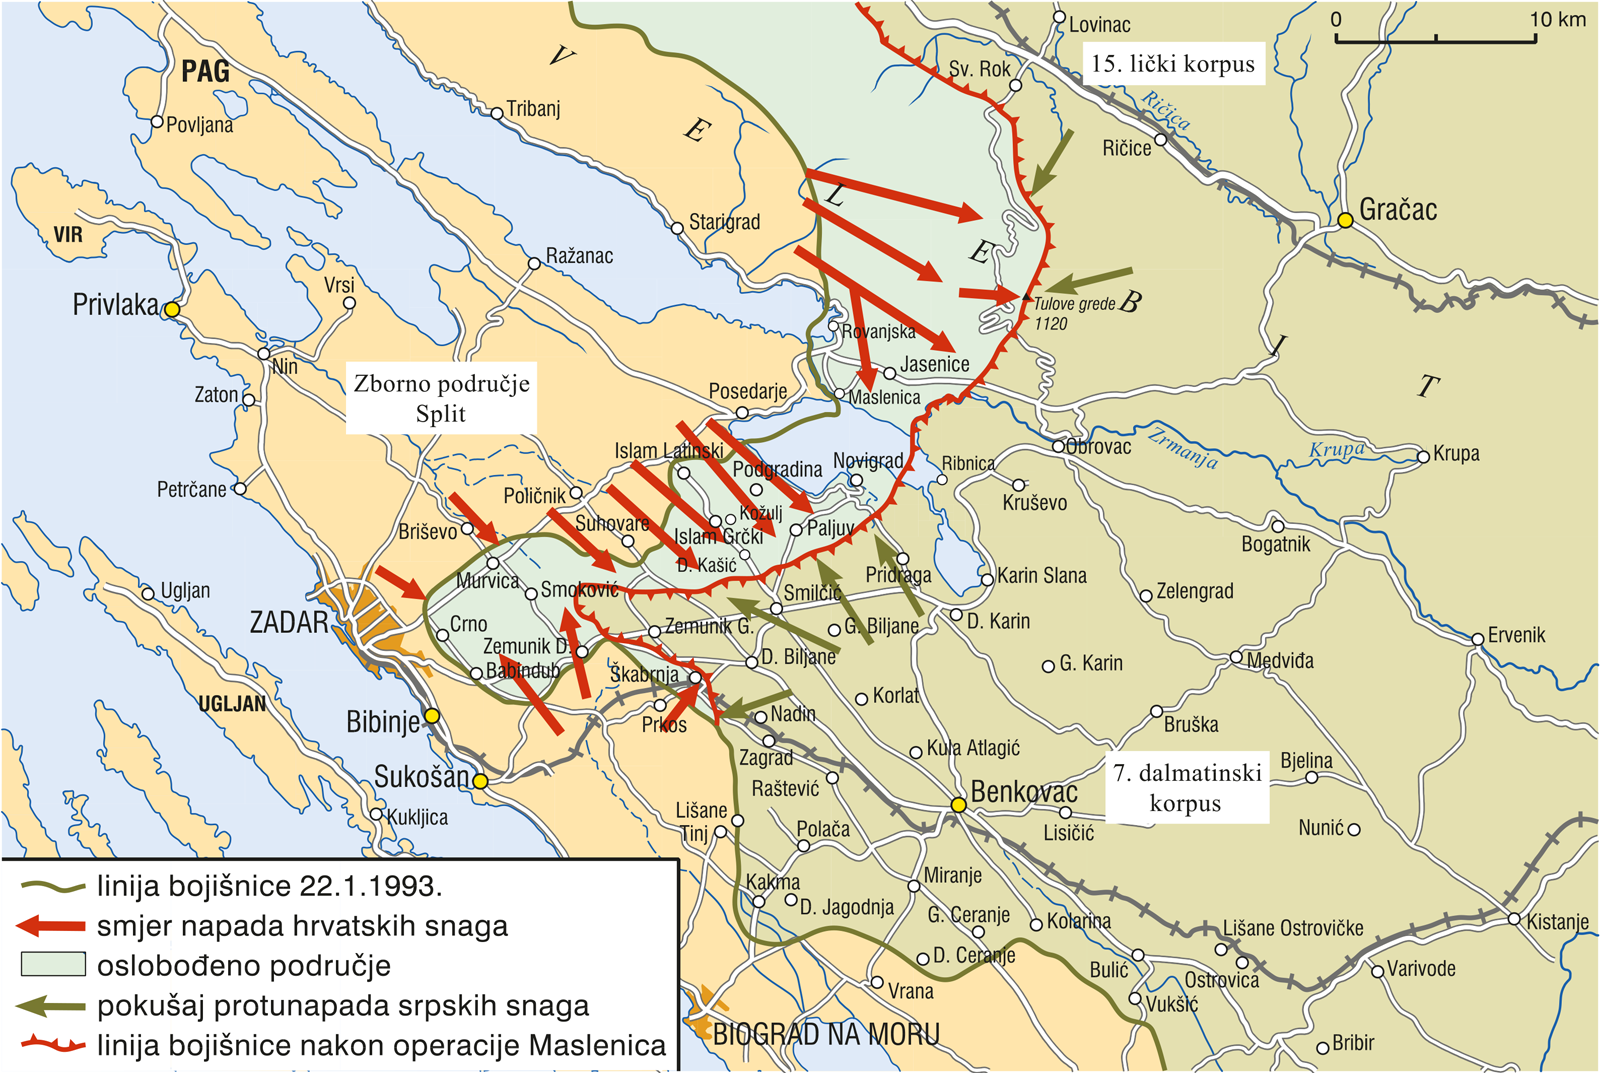 0 10 km
Lovinac
15. lički korpus
Sv. Rok
PAG
Povljana
Tribanj
Ričica
Ričice
V
E
L
E
B
I
T
Gračac
VIR
Starigrad
Ražanac
Vrsi
Privlaka
Tulove grede
1120
Rovanjska
Nin
Jasenice
Zaton
Zborno područje
Split
Posedarje
Maslenica
Obrovac
Zrmanja
Krupa
Krupa
Islam Latinski
Podgradina
Novigrad
Ribnica
Kruševo
Petrčane
Poličnik
Briševo
Suhovare
Kožulj
Islam Grčki
Paljuv
Bogatnik
D. Kašić
Pridraga
Karin Slana
Murvica
Smoković
Smilčić
Zelengrad
Ugljan
ZADAR
Crno
Zemunik G.
G. Biljane
D. Karin
Ervenik
Zemunik D.
Babindub
Škabrnja
D. Biljane
G. Karin
Medviđa
UGLJAN
Korlat
Bibinje
Prkos
Nadin
Bruška
Zagrad
Kula Atlagić
Sukošan
Raštević
Benkovac
7. dalmatinski
korpus
Bjelina
Kukljica
Lišane
Tinj
Polača
Lisičić
Nunić
Kakma
D. Jagodnja
Miranje
G. Ceranje
Kolarina
Lišane Ostrovičke
Kistanje
D. Ceranje
Bulić
Ostrovica
Varivode
Vrana
Vukšić
BIOGRAD NA MORU
Bribir
linija bojišnice 22.1.1993.
smjer napada hrvatskih snaga
oslobođeno područje
pokušaj protunapada srpskih snaga
linija bojišnice nakon operacije Maslenica